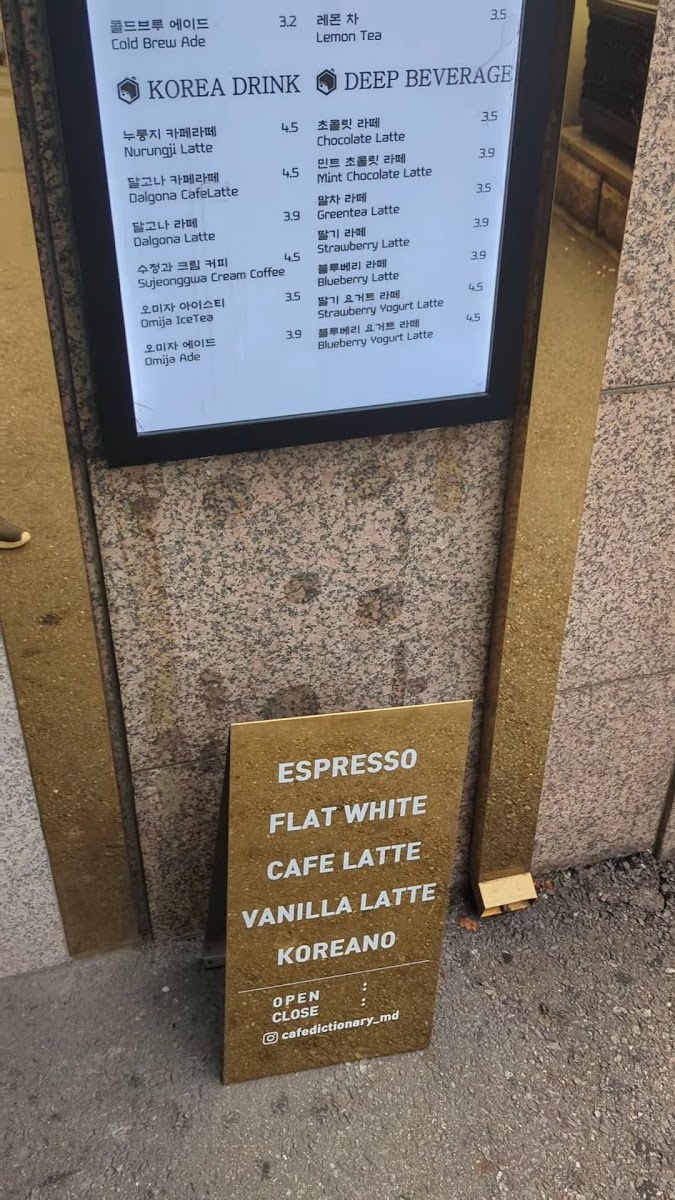 콜드브루 에이드 3.2
Cold Brew Ade
레몬 차 3.5
Lemon Tea
KOREA DRINK
누룽지 카페라떼 4.5
Nurungji Latte
달고나 카페라떼 4.5
Dalgona CafeLatte
달고나 라떼 3.9
Dalgona Latte
수정과 크림 커피 4.5
Sujeonggwa Cream Coffee
오미자 아이스티 3.5
Omija IceTea
오미자 에이드 3.9
Omija Ade
DEEP BEVERAGE
초콜릿 라떼 3.5
Chocolate Latte
민트 초콜릿 라떼 3.9
Mint Chocolate Latte
말차 라떼 3.5
Greentea Latte
딸기 라떼 3.9
Strawberry Latte
블루베리 라떼 3.9
Blueberry Latte
딸기 요거트 라떼 4.5
Strawberry Yogurt Latte
블루베리 요거트 라떼 4.5
Blueberry Yogurt Latte
ESPRESSO
FLAT WHITE
CAFE LATTE
VANILLA LATTE
KOREANO
OPEN :
CLOSE :
cafedictionary_md